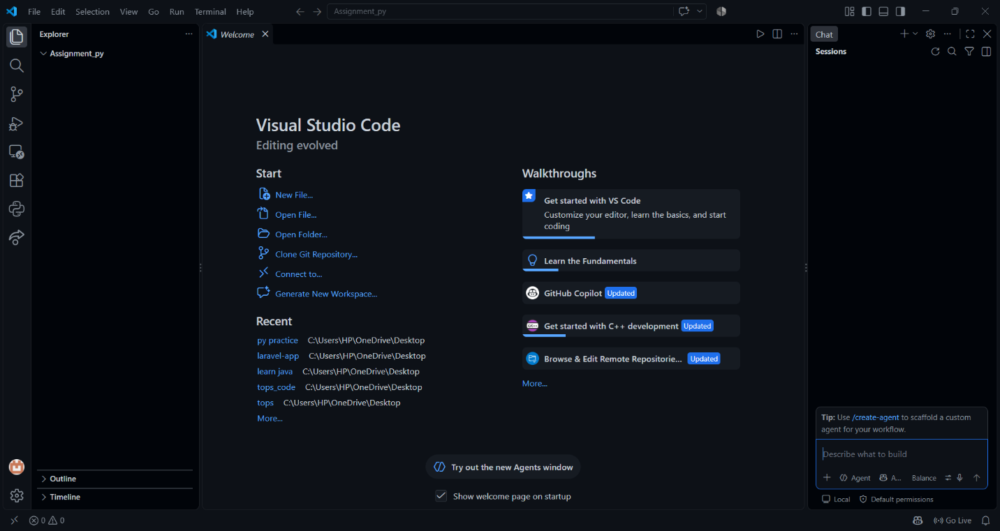 File Edit Selection View Go Run Terminal Help
Assignment_py
Explorer
Assignment_py
Outline
Timeline
Welcome
Visual Studio Code
Editing evolved
Start
New File...
Open File...
Open Folder...
Clone Git Repository...
Connect to...
Generate New Workspace...
Recent
py practice C:\Users\HP\OneDrive\Desktop
laravel-app C:\Users\HP\OneDrive\Desktop
learn java C:\Users\HP\OneDrive\Desktop
tops_code C:\Users\HP\OneDrive\Desktop
tops C:\Users\HP\OneDrive\Desktop
More...
Walkthroughs
Get started with VS Code
Customize your editor, learn the basics, and start
coding
Learn the Fundamentals
GitHub Copilot Updated
C/C++ Get started with C++ development Updated
Browse & Edit Remote Repositorie... Updated
More...
Try out the new Agents window
Show welcome page on startup
Chat
Sessions
Tip: Use /create-agent to scaffold a custom
agent for your workflow.
Describe what to build
Agent A... Balance
Local Default permissions
0 0
Go Live